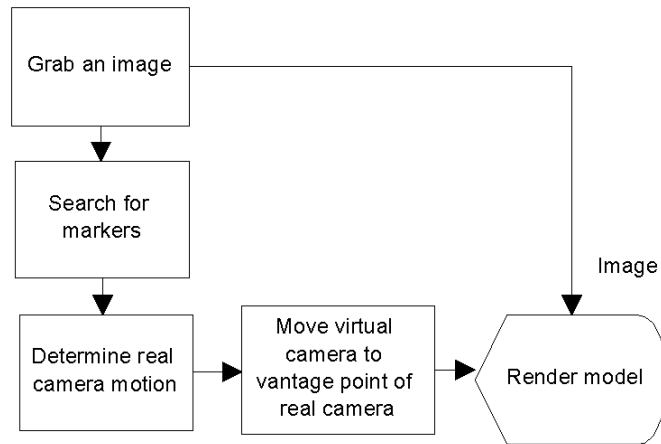 Grab an image
Search for
markers
Image
Determine real
camera motion
Move virtual
camera to
vantage point of
real camera
Render model